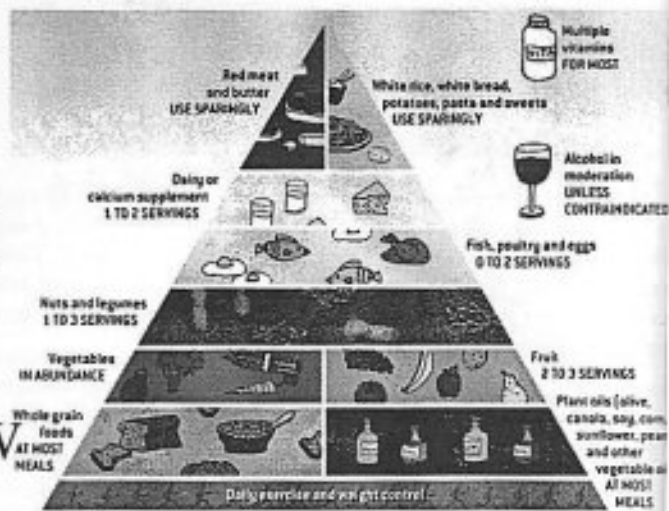 Multiple
vitamins
FOR MOST
Red meat
and butter
USE SPARINGLY
White rice, white bread,
potatoes, pasta and sweets
USE SPARINGLY
Alcohol in
moderation
UNLESS
CONTRAINDICATED
Dairy or
calcium supplement
1 TO 2 SERVINGS
Fish, poultry and eggs
0 TO 2 SERVINGS
Nuts and legumes
1 TO 3 SERVINGS
Vegetables
IN ABUNDANCE
Fruit
2 TO 3 SERVINGS
Whole grain
foods
AT MOST
MEALS
Plant oils (olive,
canola, soy, corn,
sunflower,
and other
vegetable
AT MOST
MEALS
Daily exercise and weight control